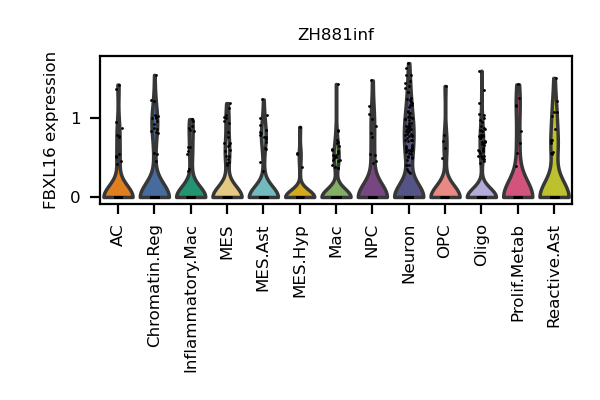 ZH881inf
FBXL16 expression
1
0
AC
Chromatin.Reg
Inflammatory.Mac
MES
MES.Ast
MES.Hyp
Mac
NPC
Neuron
OPC
Oligo
Prolif.Metab
Reactive.Ast